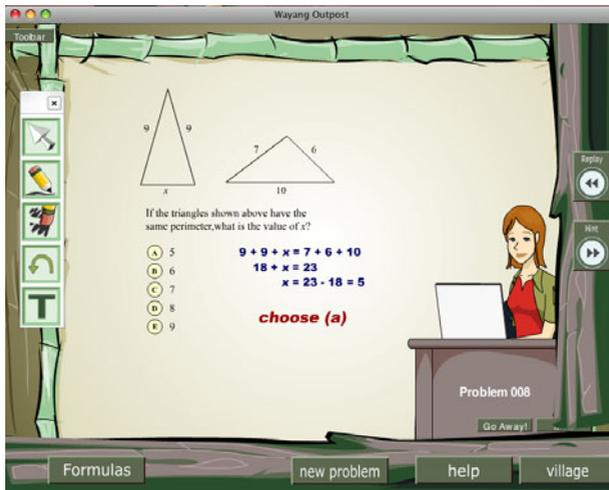 Wayang Outpost
Toolbar
9 9
x
7 6
10
If the triangles shown above have the
same perimeter,what is the value of x?
A 5
B 6
C 7
D 8
E 9
9 + 9 + x = 7 + 6 + 10
18 + x = 23
x = 23 - 18 = 5
choose (a)
T
Replay
Hint
Problem 008
Go Away!
Formulas
new problem
help
village